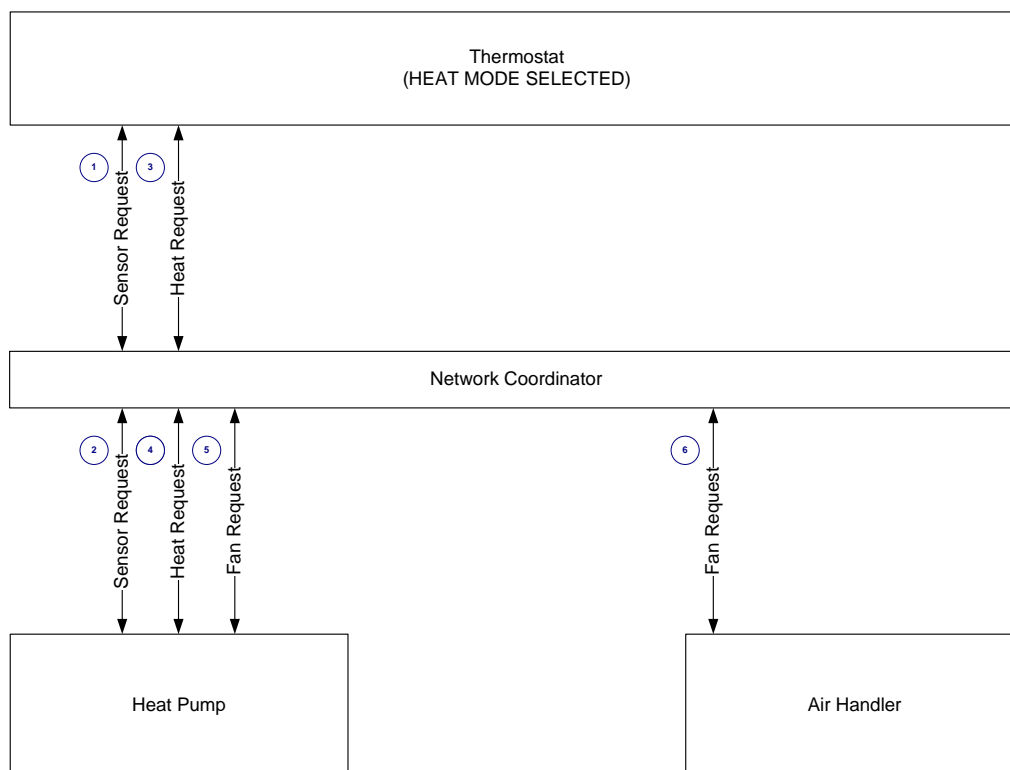 Thermostat
(HEAT MODE SELECTED)
1
3
Sensor Request
Heat Request
Network Coordinator
2
4
5
6
Sensor Request
Heat Request
Fan Request
Fan Request
Heat Pump
Air Handler